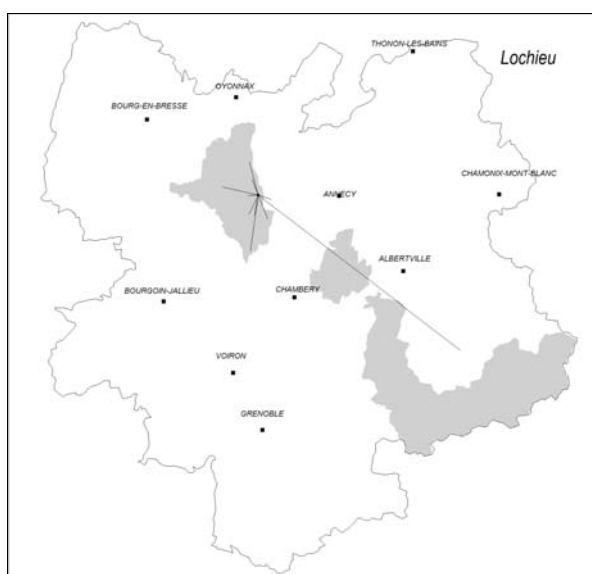 THONON-LES-BAINS
Lochieu
OYONNAX
BOURG-EN-BRESSE
CHAMONIX-MONT-BLANC
ANNECY
ALBERTVILLE
BOURGOIN-JALLIEU
CHAMBERY
VOIRON
GRENOBLE